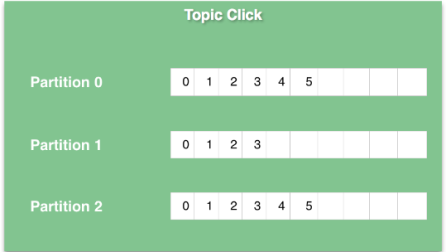 Topic Click
Partition 0 0 1 2 3 4 5
Partition 1 0 1 2 3
Partition 2 0 1 2 3 4 5